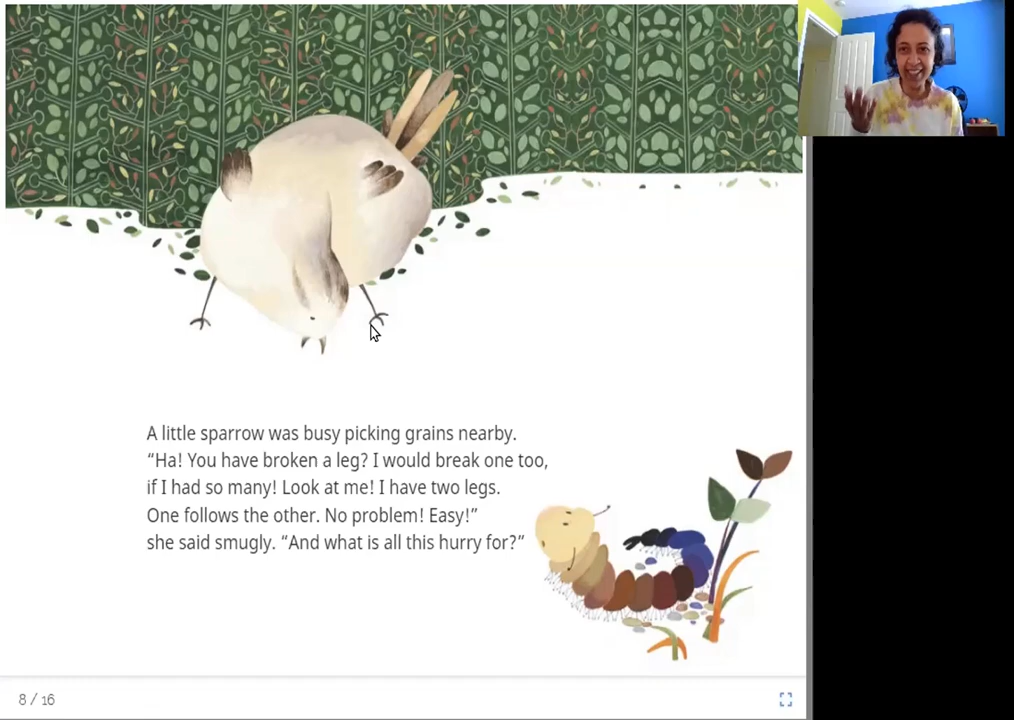 A little sparrow was busy picking grains nearby.
“Ha! You have broken a leg? I would break one too,
if I had so many! Look at me! I have two legs.
One follows the other. No problem! Easy!”
she said smugly. “And what is all this hurry for?”
8 / 16